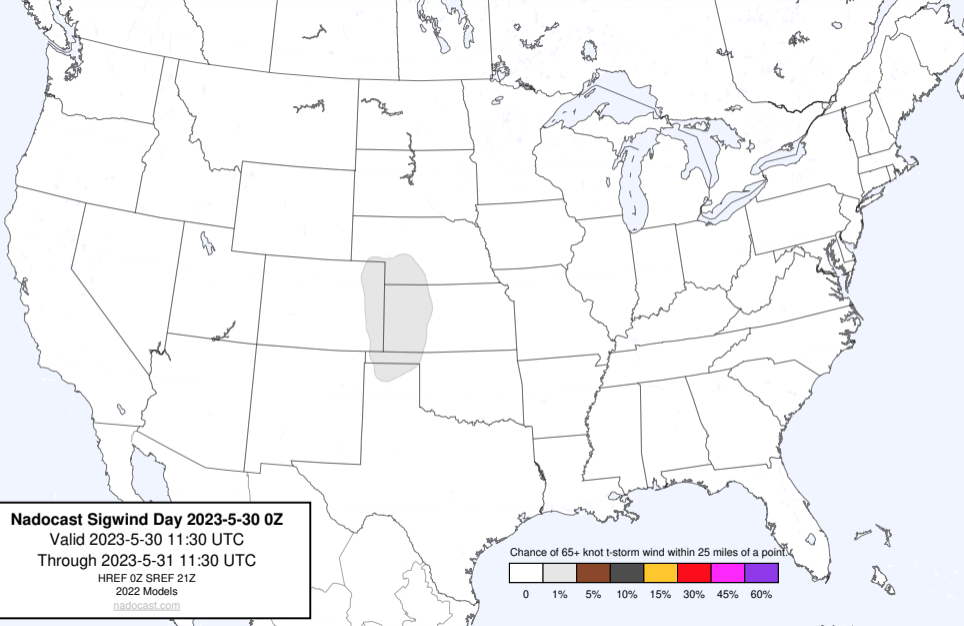 Nadocast Sigwind Day 2023-5-30 0Z
Valid 2023-5-30 11:30 UTC
Through 2023-5-31 11:30 UTC
HREF 0Z SREF 21Z
2022 Models
nadocast.com
Chance of 65+ knot t-storm wind within 25 miles of a point.
0 1% 5% 10% 15% 30% 45% 60%